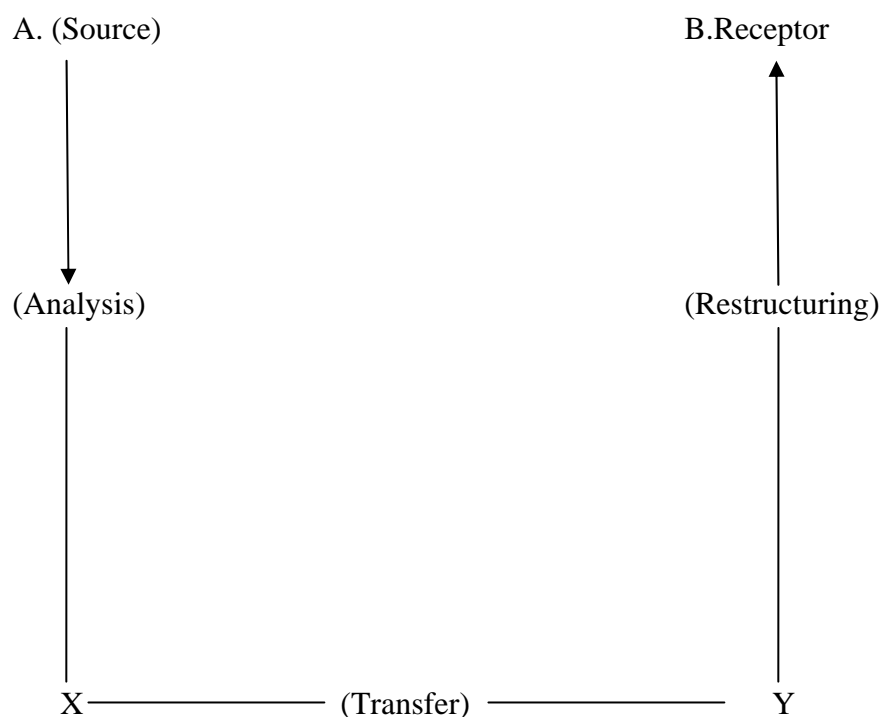 A. (Source) B.Receptor
(Analysis) (Restructuring)
X (Transfer) Y